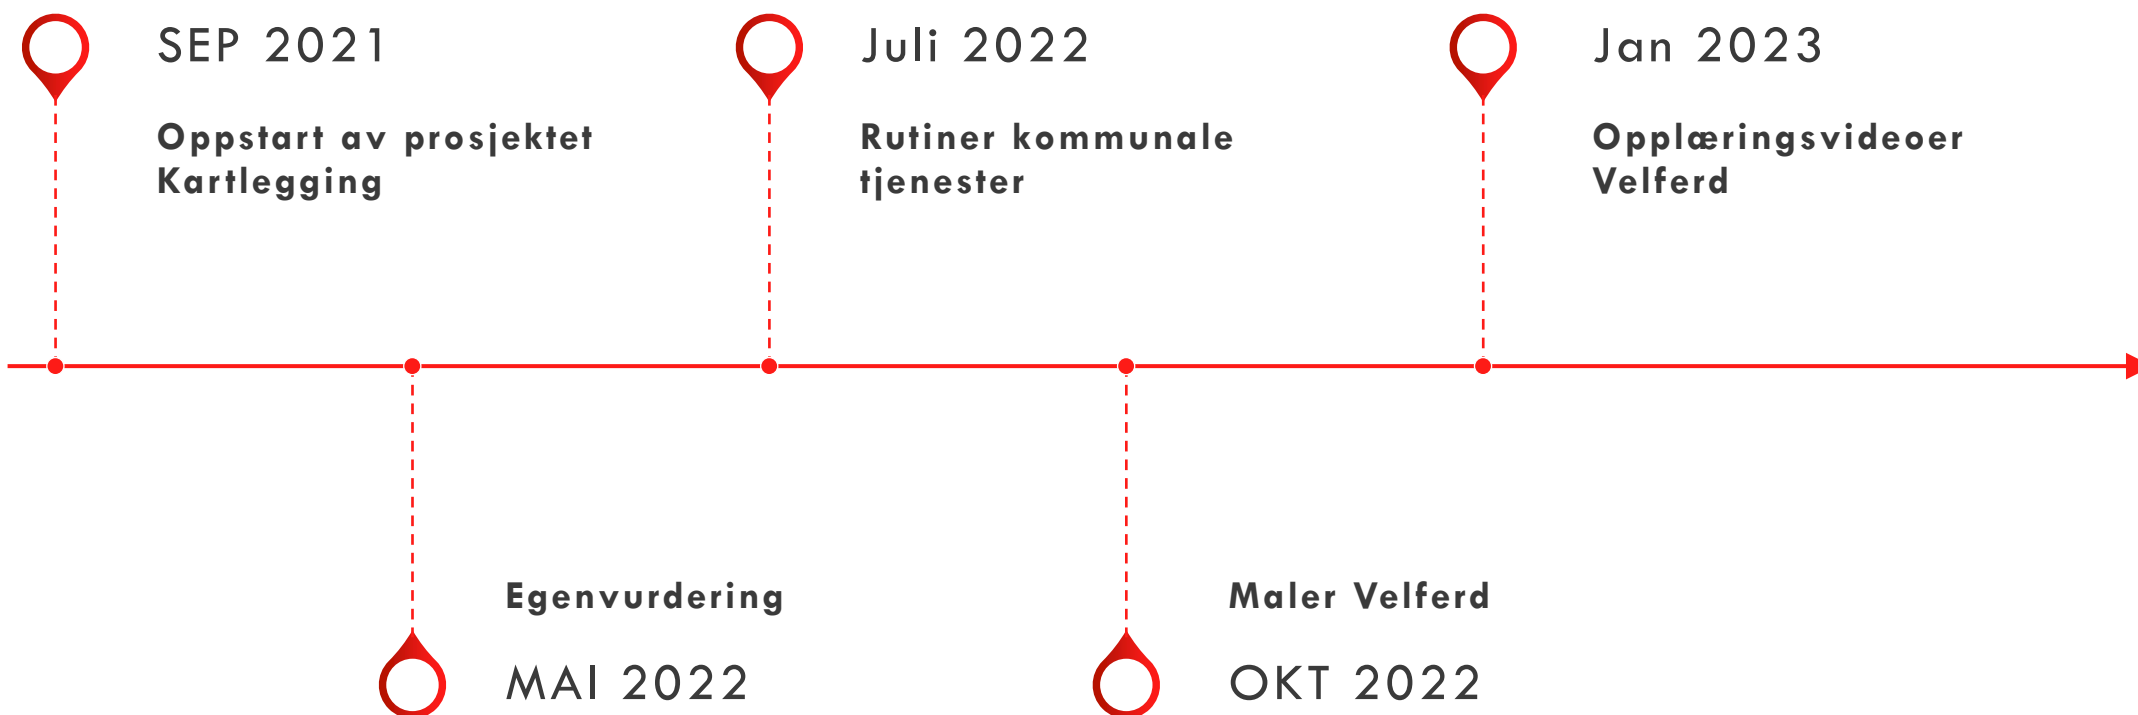 SEP 2021
Oppstart av prosjektet
Kartlegging
Juli 2022
Rutiner kommunale
tjenester
Jan 2023
Opplæringsvideoer
Velferd
Egenvurdering
MAI 2022
Maler Velferd
OKT 2022